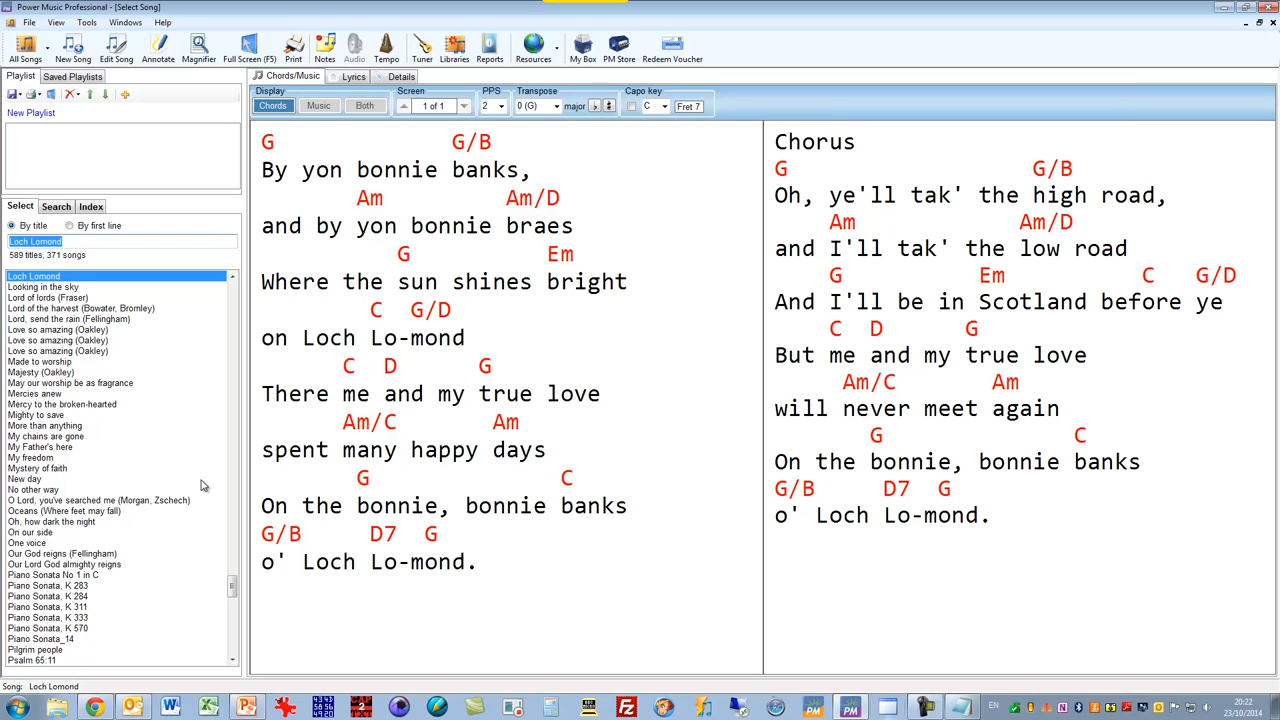 Power Music Professional - [Select Song]
File View Tools Windows Help
All Songs New Song Edit Song Annotate Magnifier Full Screen (F5) Print Notes Audio Tempo Tuner Libraries Reports Resources My Box PM Store Redeem Voucher
Playlist Saved Playlists
New Playlist
Select Search Index
By title By first line
Loch Lomond
589 titles, 371 songs
Loch Lomond
Looking in the sky
Lord of lords (Fraser)
Lord of the harvest (Bowater, Bromley)
Lord, send the rain (Fellingham)
Love so amazing (Oakley)
Love so amazing (Oakley)
Love so amazing (Oakley)
Made to worship
Majesty (Oakley)
May our worship be as fragrance
Mercies anew
Mercy to the broken-hearted
Mighty to save
More than anything
My chains are gone
My Father's here
My freedom
Mystery of faith
New day
No other way
O Lord, you've searched me (Morgan, Zschech)
Oceans (Where feet may fall)
Oh, how dark the night
On our side
One voice
Our God reigns (Fellingham)
Our Lord God almighty reigns
Piano Sonata No 1 in C
Piano Sonata, K 283
Piano Sonata, K 284
Piano Sonata, K 311
Piano Sonata, K 333
Piano Sonata, K 570
Piano Sonata_14
Pilgrim people
Psalm 65:11
Chords/Music Lyrics Details
Display Screen PPS Transpose Capo key
Chords Music Both 1 of 1 2 0 (G) major C Fret 7
G G/B
By yon bonnie banks,
Am Am/D
and by yon bonnie braes
G Em
Where the sun shines bright
C G/D
on Loch Lo-mond
C D G
There me and my true love
Am/C Am
spent many happy days
G C
On the bonnie, bonnie banks
G/B D7 G
o' Loch Lo-mond.
Chorus
G G/B
Oh, ye'll tak' the high road,
Am Am/D
and I'll tak' the low road
G Em C G/D
And I'll be in Scotland before ye
C D G
But me and my true love
Am/C Am
will never meet again
G C
On the bonnie, bonnie banks
G/B D7 G
o' Loch Lo-mond.
Song: Loch Lomond
EN
20:22
23/10/2014